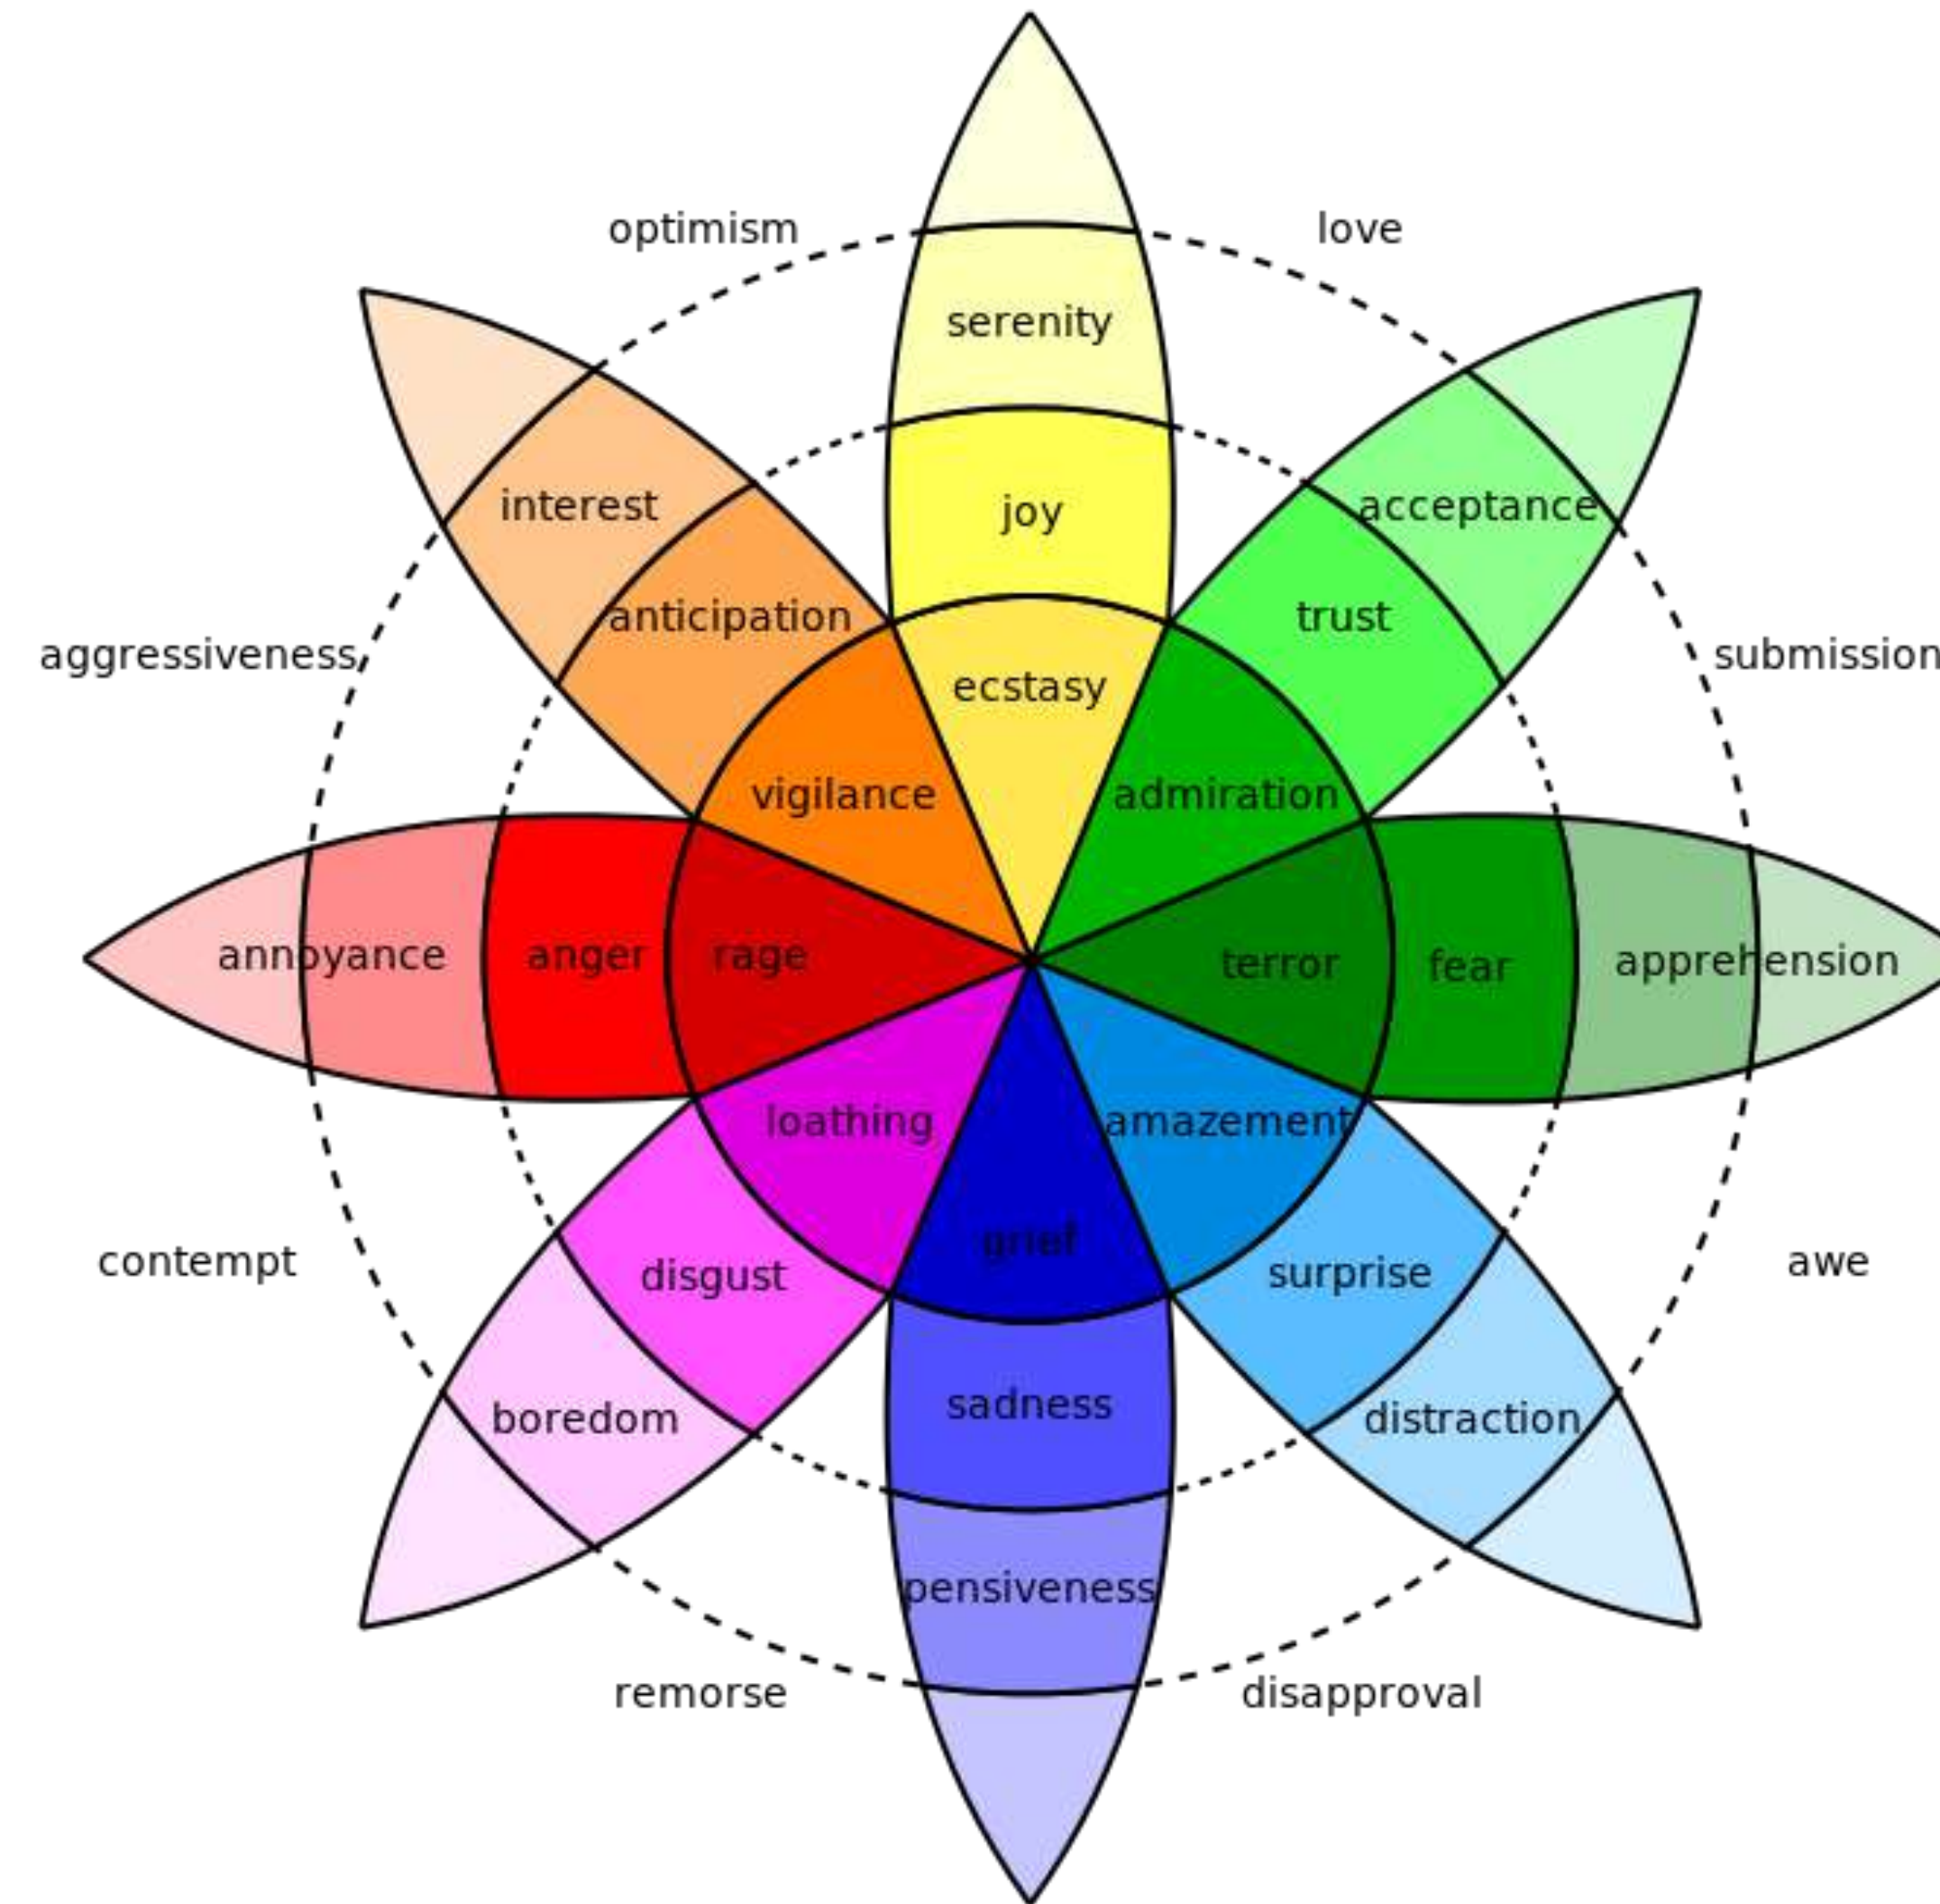 optimism
love
serenity
interest
joy
acceptance
anticipation
trust
aggressiveness
submission
ecstasy
vigilance
admiration
annoyance
anger
rage
terror
fear
apprehension
loathing
amazement
contempt
grief
awe
disgust
surprise
sadness
boredom
distraction
pensiveness
remorse
disapproval